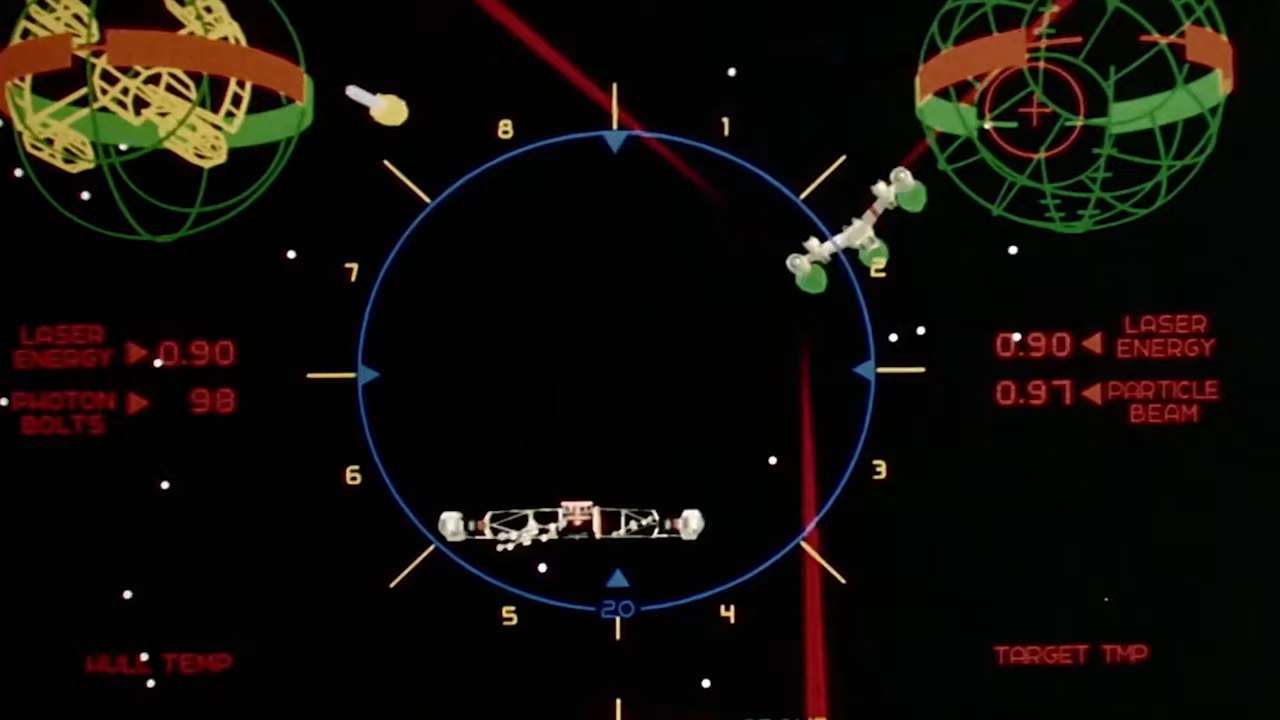 8 1
7 2
LASER
ENERGY 0.90
PHOTON 98
BOLTS
LASER
0.90 ENERGY
0.97 PARTICLE
BEAM
6 3
5 20 4
HULL TEMP
TARGET TMP